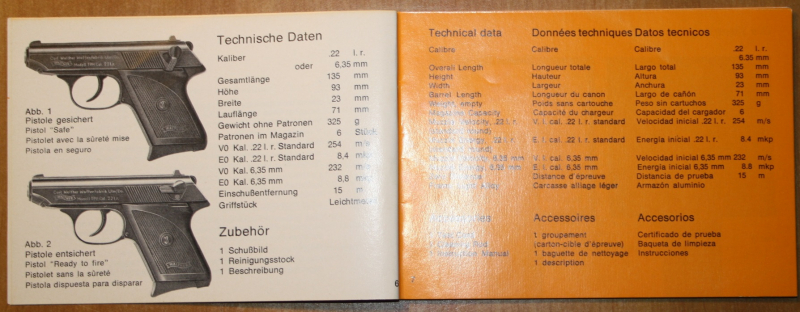 Abb. 1
Pistole gesichert
Pistol "Safe"
Pistolet avec la sûreté mise
Pistola en seguro
Abb. 2
Pistole entsichert
Pistol "Ready to fire"
Pistolet sans la sûreté
Pistola dispuesta para disparar
Technische Daten
Kaliber .22 l. r.
oder 6,35 mm
Gesamtlänge 135 mm
Höhe 93 mm
Breite 23 mm
Lauflänge 71 mm
Gewicht ohne Patronen 325 g
Patronen im Magazin 6 Stück
V0 Kal. .22 l. r. Standard 254 m/s
E0 Kal. .22 l. r. Standard 8,4 mkp
V0 Kal. 6,35 mm 232 m/s
E0 Kal. 6,35 mm 8,8 mkp
Einschußentfernung 15 m
Griffstück Leichtme
Zubehör
1 Schußbild
1 Reinigungsstock
1 Beschreibung
6
Technical data Données techniques Datos tecnicos
Calibre Calibre Calibre .22 l. r.
6.35 mm
Overall Length Longueur totale Largo total 135 mm
Height Hauteur Altura 93 mm
Width Largeur Anchura 23 mm
Barrel Length Longueur du canon Largo de cañón 71 mm
Poids sans cartouche Peso sin cartuchos 325 g
Capacity Capacité du chargeur Capacidad del cargador 6
V. I. cal. .22 l. r. standard Velocidad inicial .22 l. r. 254 m/s
E. I. cal. .22 l. r. standard Energia inicial .22 l. r. 8.4 mkp
V. I. cal. 6,35 mm Velocidad inicial 6,35 mm 232 m/s
E. I. cal. 6,35 mm Energia inicial 6,35 mm 8.8 mkp
Distance d'épreuve Distancia de prueba 15 m
Carcasse alliage léger Armazón aluminio
Accessoires Accesorios
1 groupement Certificado de prueba
(carton-cible d'épreuve) Baqueta de limpieza
1 baguette de nettoyage Instrucciones
Manual 1 description